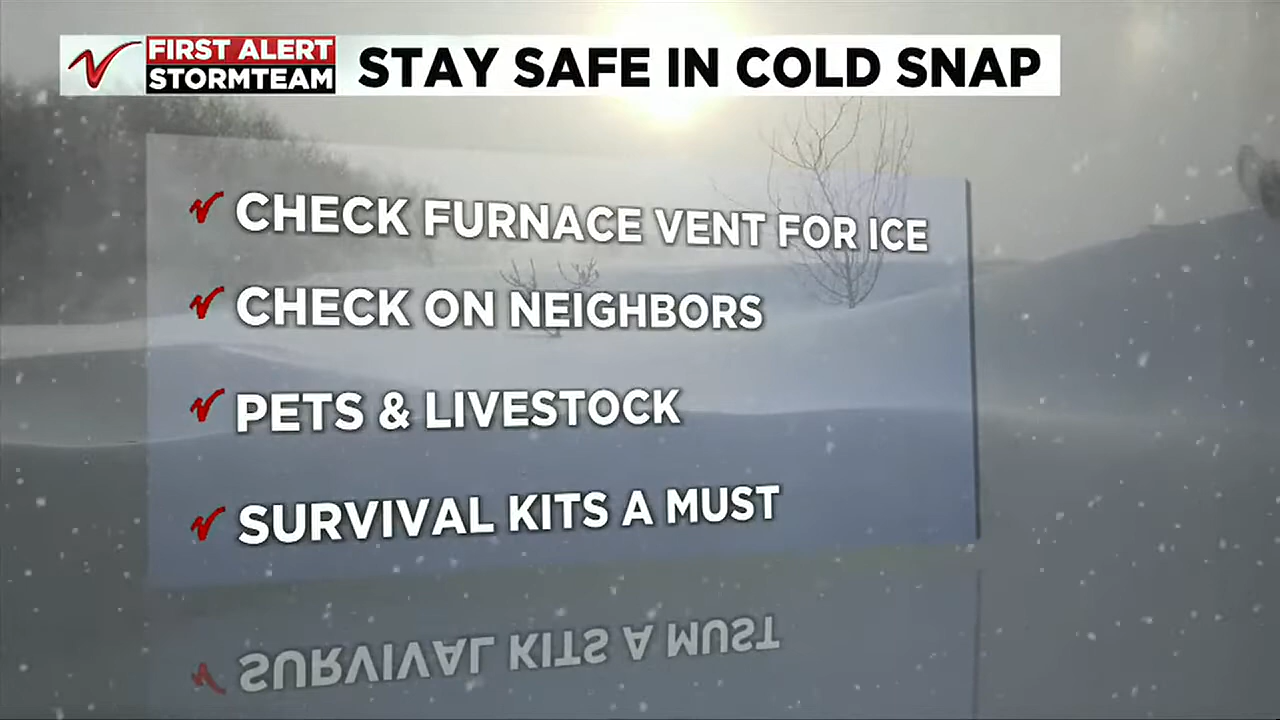 FIRST ALERT
STORMTEAM
STAY SAFE IN COLD SNAP
CHECK FURNACE VENT FOR ICE
CHECK ON NEIGHBORS
PETS & LIVESTOCK
SURVIVAL KITS A MUST
SURVIVAL KITS A MUST